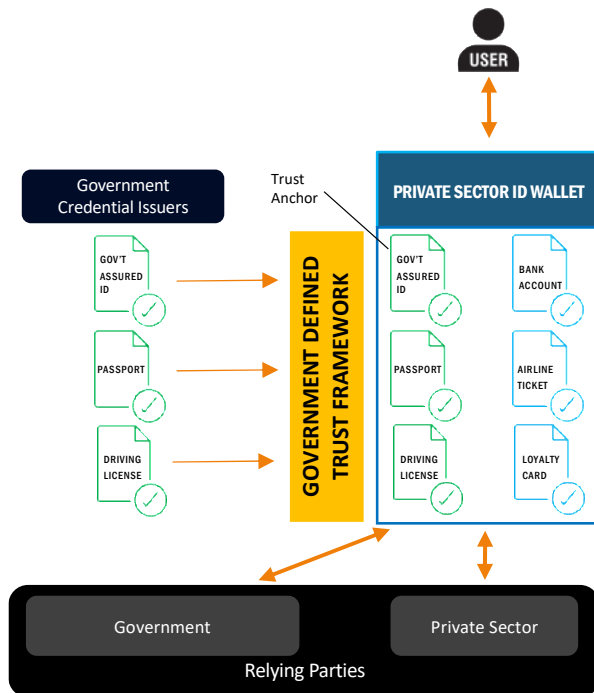 USER
Government
Credential Issuers
Trust
Anchor
PRIVATE SECTOR ID WALLET
GOV'T
ASSURED
ID
PASSPORT
DRIVING
LICENSE
GOVERNMENT DEFINED
TRUST FRAMEWORK
GOV'T
ASSURED
ID
BANK
ACCOUNT
PASSPORT
AIRLINE
TICKET
DRIVING
LICENSE
LOYALTY
CARD
Government
Private Sector
Relying Parties